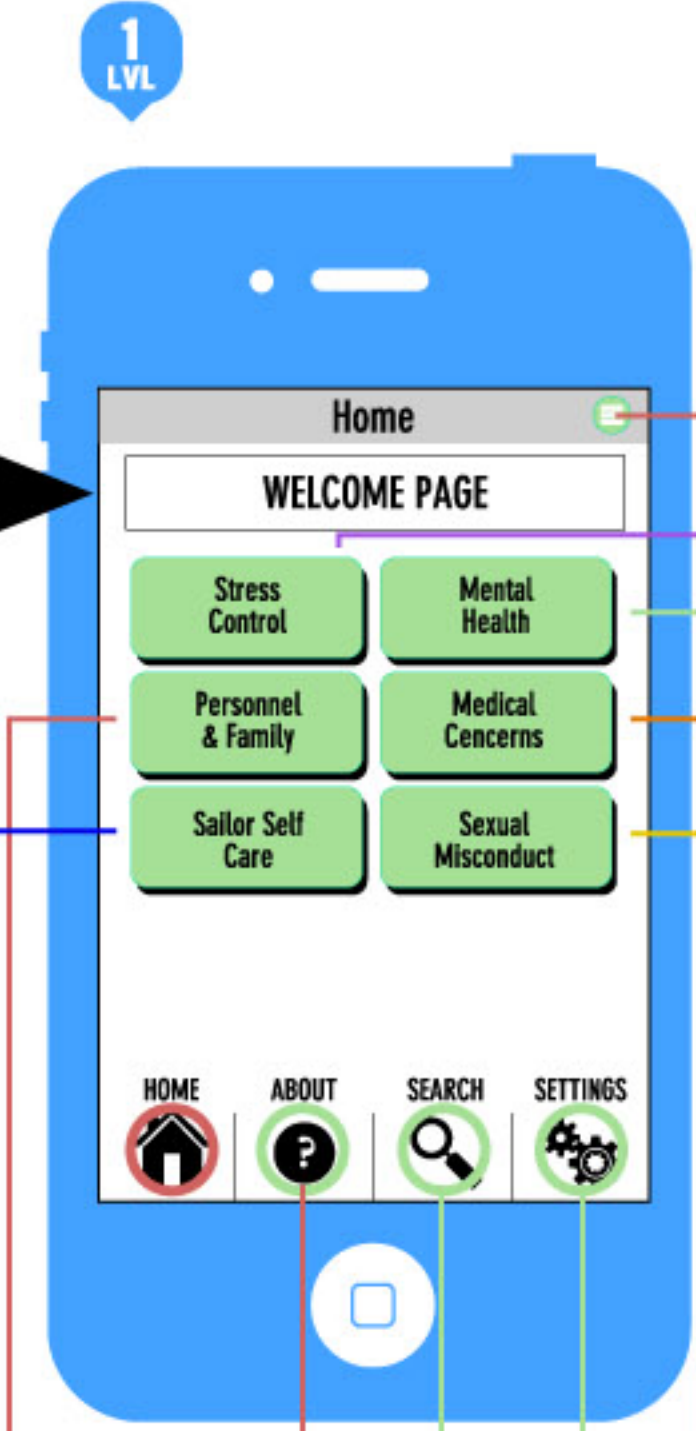 1
LVL
Home
WELCOME PAGE
Stress
Control
Mental
Health
Personnel
& Family
Medical
Cencerns
Sailor Self
Care
Sexual
Misconduct
HOME
ABOUT
SEARCH
SETTINGS
?